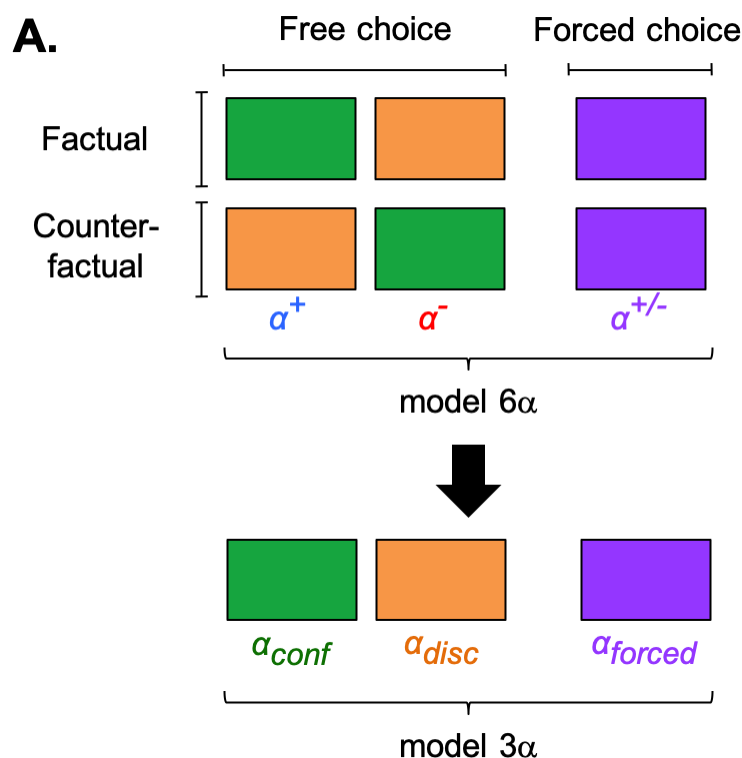 A.
Free choice
Forced choice
Factual
Counter-
factual
α+
α-
α+/-
model 6α
αconf
αdisc
αforced
model 3α